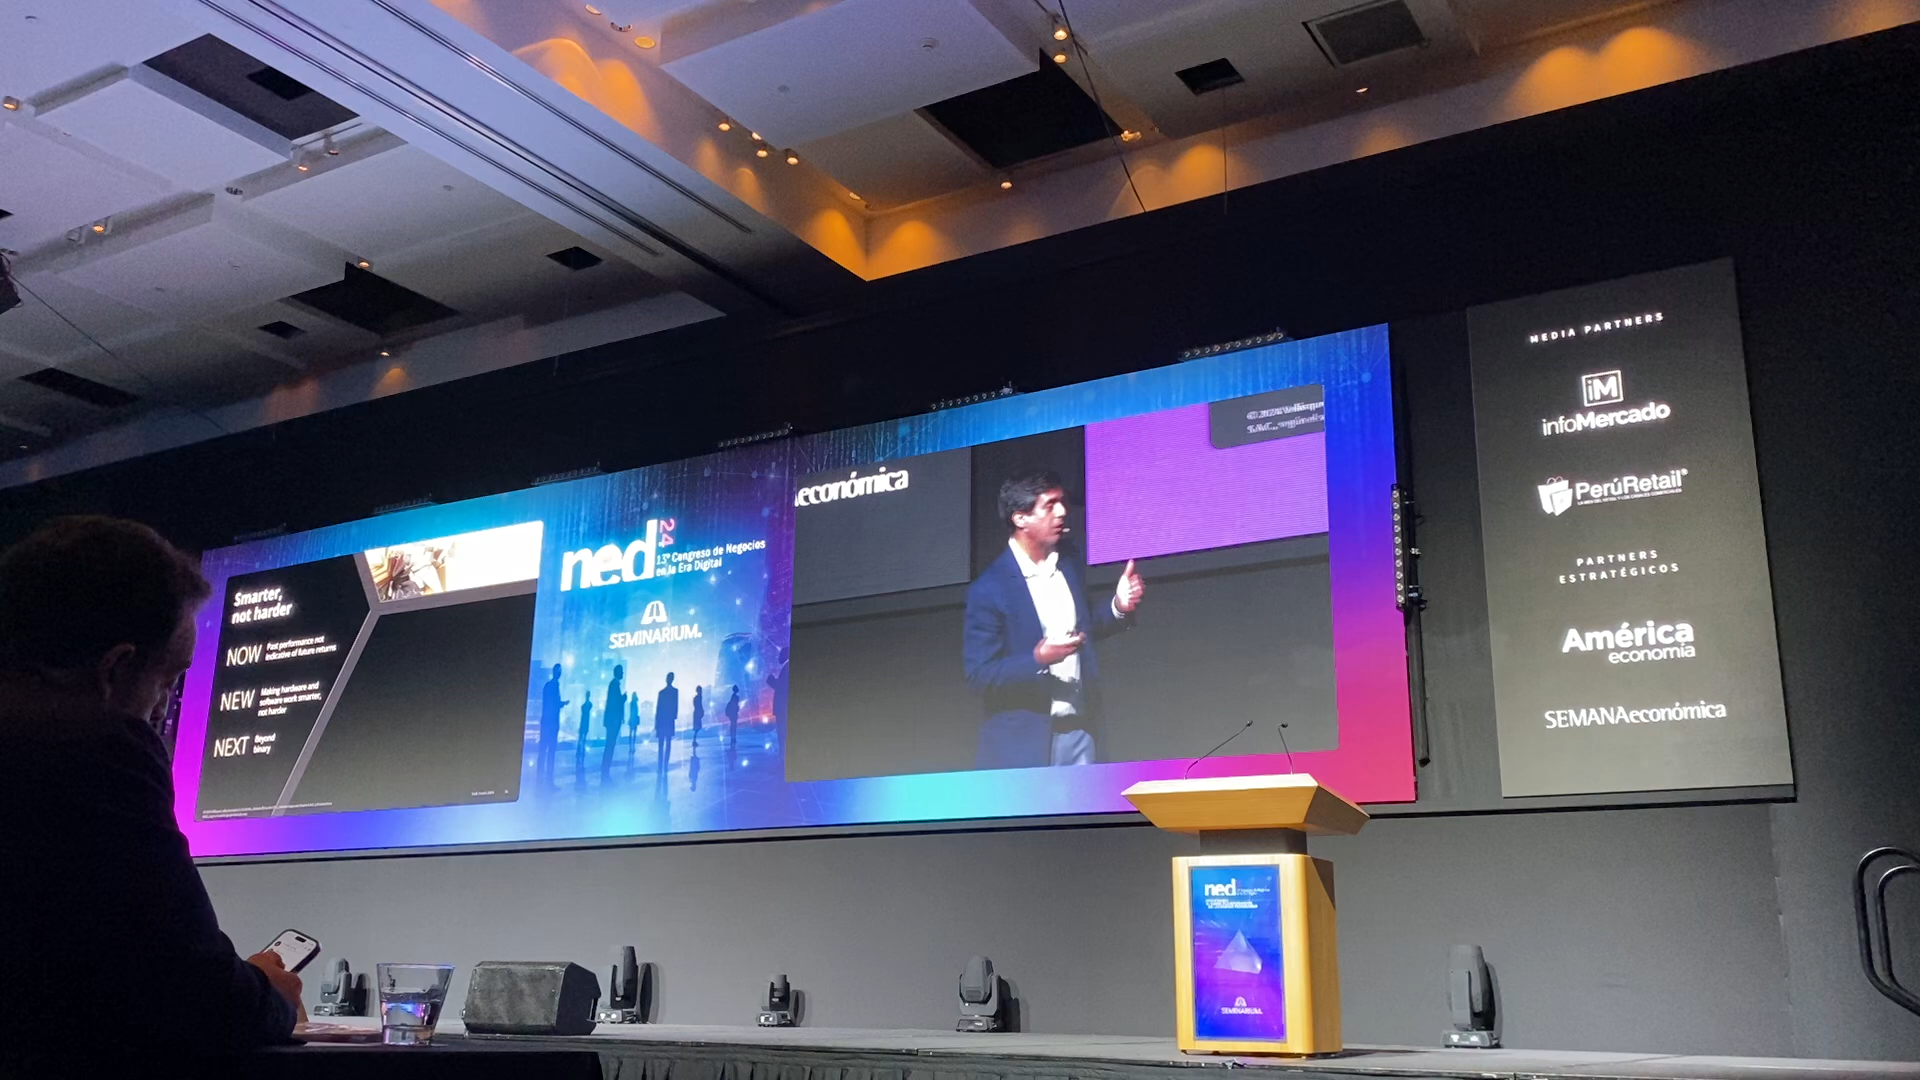 Smarter,
not harder
NOW
Past performance not
indicative of future returns
NEW
Making hardware and
software work smarter,
not harder
NEXT
Beyond
binary
ned
24
13º Congreso de Negocios
en la Era Digital
SEMINARIUM®
económica
MEDIA PARTNERS
iM
infoMercado
PerúRetail®
PARTNERS
ESTRATÉGICOS
América
economía
SEMANAeconómica
ned
SEMINARIUM